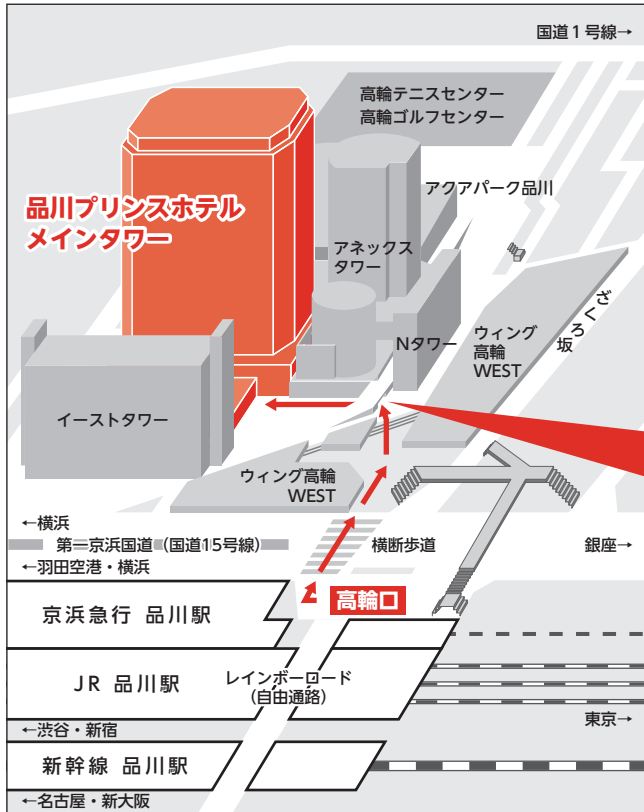 国道1号線→
高輪テニスセンター
高輪ゴルフセンター
アクアパーク品川
品川プリンスホテル
メインタワー
アネックス
タワー
Nタワー
ウィング
高輪
WEST
ざくろ坂
イーストタワー
ウィング高輪
WEST
←横浜
第一京浜国道（国道15号線）
横断歩道
銀座→
←羽田空港・横浜
高輪口
京浜急行 品川駅
JR 品川駅
レインボーロード
（自由通路）
←渋谷・新宿
東京→
新幹線 品川駅
←名古屋・新大阪